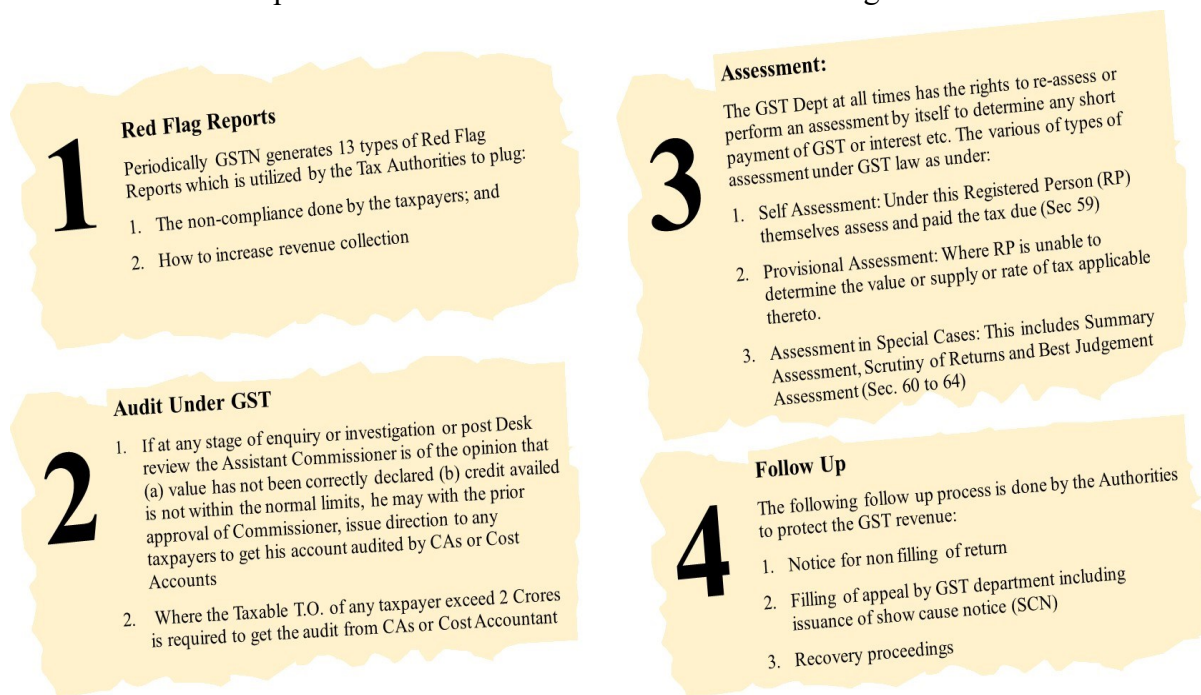 1
Red Flag Reports
Periodically GSTN generates 13 types of Red Flag
Reports which is utilized by the Tax Authorities to plug:
1. The non-compliance done by the taxpayers; and
2. How to increase revenue collection
2
Audit Under GST
1. If at any stage of enquiry or investigation or post Desk
review the Assistant Commissioner is of the opinion that
(a) value has not been correctly declared (b) credit availed
is not within the normal limits, he may with the prior
approval of Commissioner, issue direction to any
taxpayers to get his account audited by CAs or Cost
Accounts
2. Where the Taxable T.O. of any taxpayer exceed 2 Crores
is required to get the audit from CAs or Cost Accountant
3
Assessment:
The GST Dept at all times has the rights to re-assess or
perform an assessment by itself to determine any short
payment of GST or interest etc. The various of types of
assessment under GST law as under:
1. Self Assessment: Under this Registered Person (RP)
themselves assess and paid the tax due (Sec 59)
2. Provisional Assessment: Where RP is unable to
determine the value or supply or rate of tax applicable
thereto.
3. Assessment in Special Cases: This includes Summary
Assessment, Scrutiny of Returns and Best Judgement
Assessment (Sec. 60 to 64)
4
Follow Up
The following follow up process is done by the Authorities
to protect the GST revenue:
1. Notice for non filling of return
2. Filling of appeal by GST department including
issuance of show cause notice (SCN)
3. Recovery proceedings